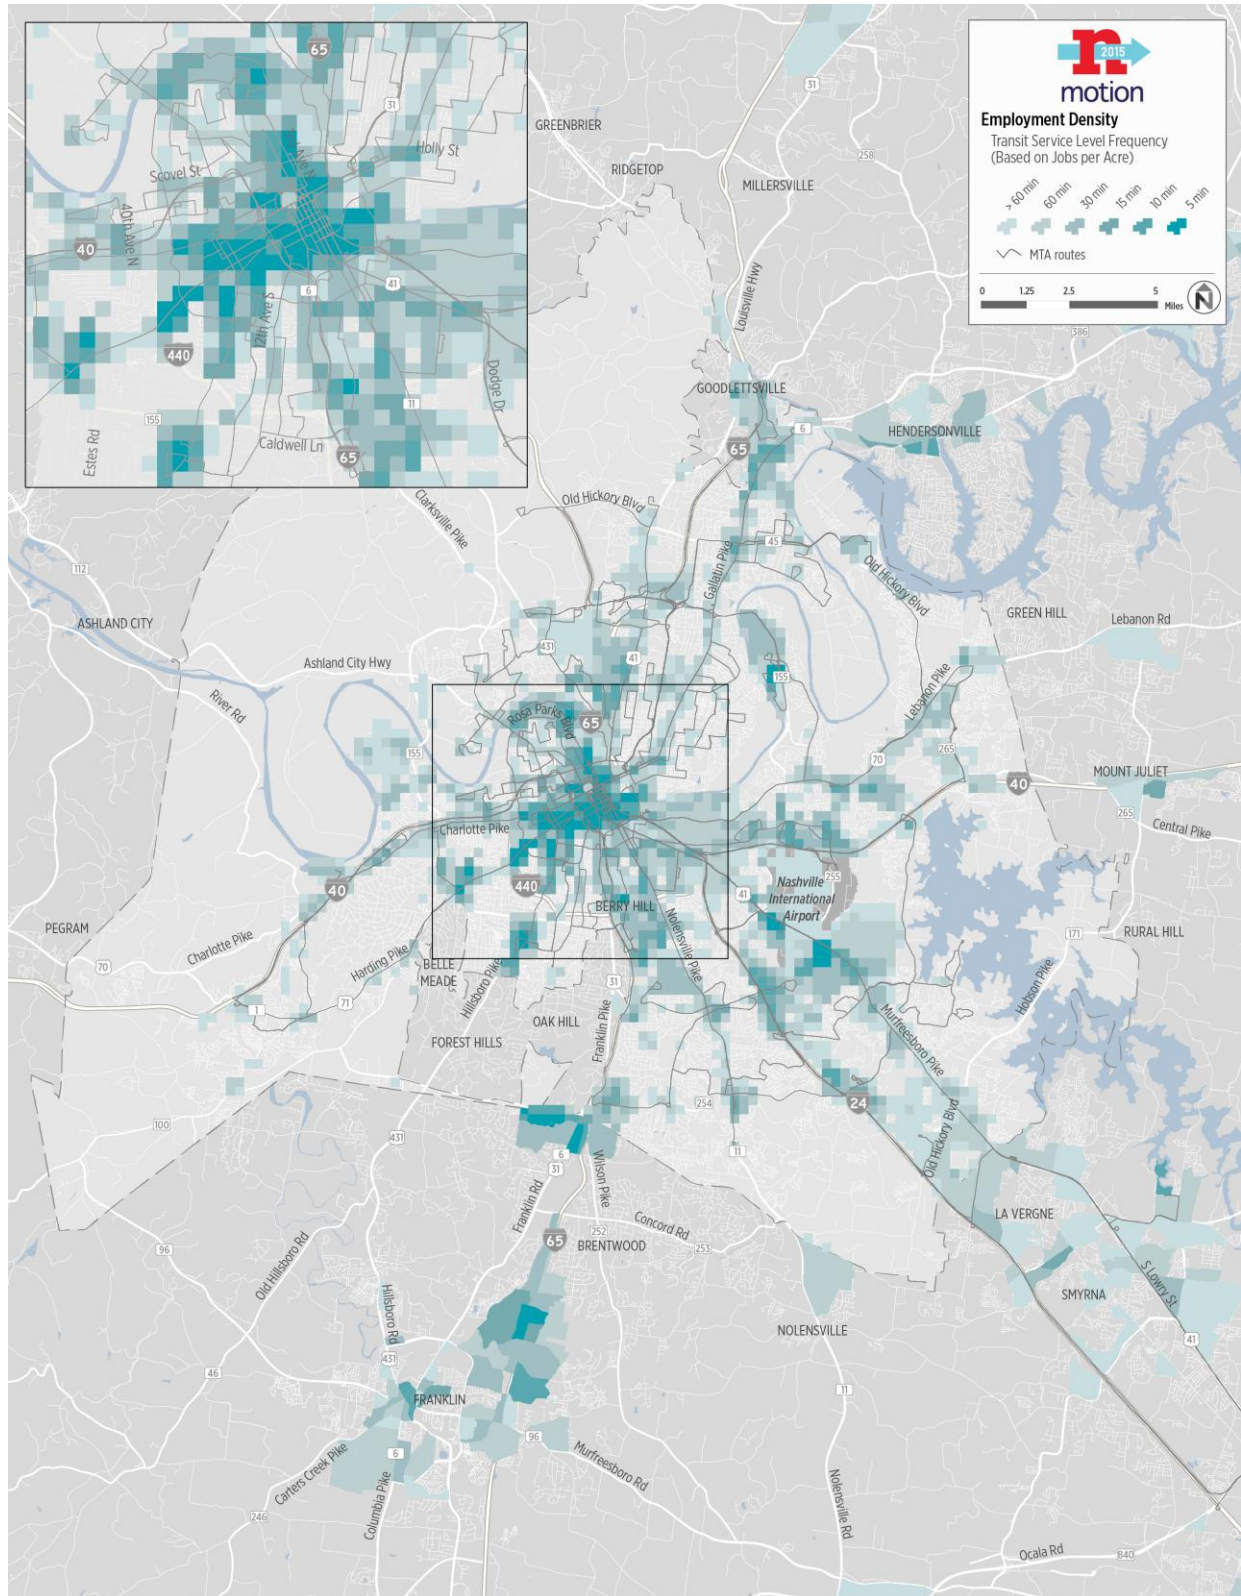 65
31
Holly St
Scovel St
1 Ave N
40th Ave N
40
41
6
12th Ave S
440
Dodge Dr
11
155
Estes Rd
Caldwell Ln
65
n
2015
motion
Employment Density
Transit Service Level Frequency
(Based on Jobs per Acre)
> 60 min
60 min
30 min
15 min
10 min
5 min
MTA routes
0 1.25 2.5 5
Miles
N
31
GREENBRIER
258
RIDGETOP
MILLERSVILLE
Louisville Hwy
386
GOODLETTSVILLE
6
HENDERSONVILLE
65
Clarksville Pike
Old Hickory Blvd
45
Gallatin Pike
Old Hickory Blvd
112
ASHLAND CITY
GREEN HILL
Lebanon Rd
431
41
Ashland City Hwy
155
River Rd
Lebanon Pike
Rosa Parks Blvd
65
155
265
70
MOUNT JULIET
40
265
Central Pike
Charlotte Pike
40
440
Nashville
International
Airport
255
41
BERRY HILL
Nolensville Pike
PEGRAM
Charlotte Pike
171
RURAL HILL
70
Harding Pike
BELLE
MEADE
Hillsboro Pike
31
Hobson Pike
1
71
OAK HILL
Franklin Pike
FOREST HILLS
Murfreesboro Pike
254
24
100
431
Old Hickory Blvd
6
31
11
Wilson Pike
Franklin Rd
LA VERGNE
96
Old Hillsboro Rd
65
252
Concord Rd
253
BRENTWOOD
Hillsboro Rd
SMYRNA
S Lowry St
NOLENSVILLE
41
431
46
FRANKLIN
11
96
6
Murfreesboro Rd
Carters Creek Pike
Columbia Pike
246
Nolensville Rd
Ocala Rd
840